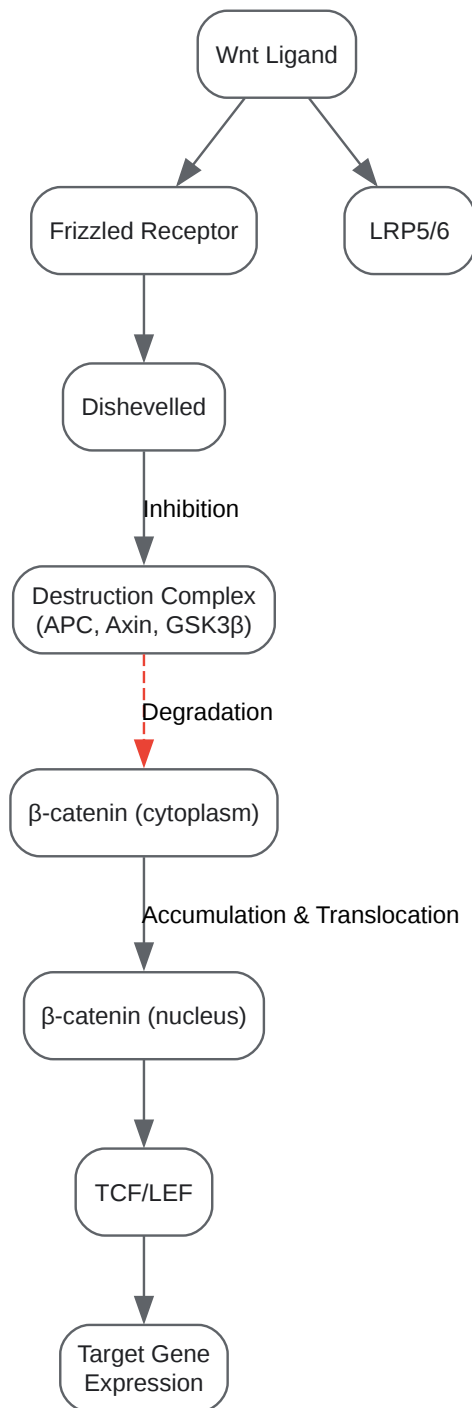 Wnt Ligand
Frizzled Receptor
LRP5/6
Dishevelled
Inhibition
Destruction Complex
(APC, Axin, GSK3β)
Degradation
β-catenin (cytoplasm)
Accumulation & Translocation
β-catenin (nucleus)
TCF/LEF
Target Gene
Expression